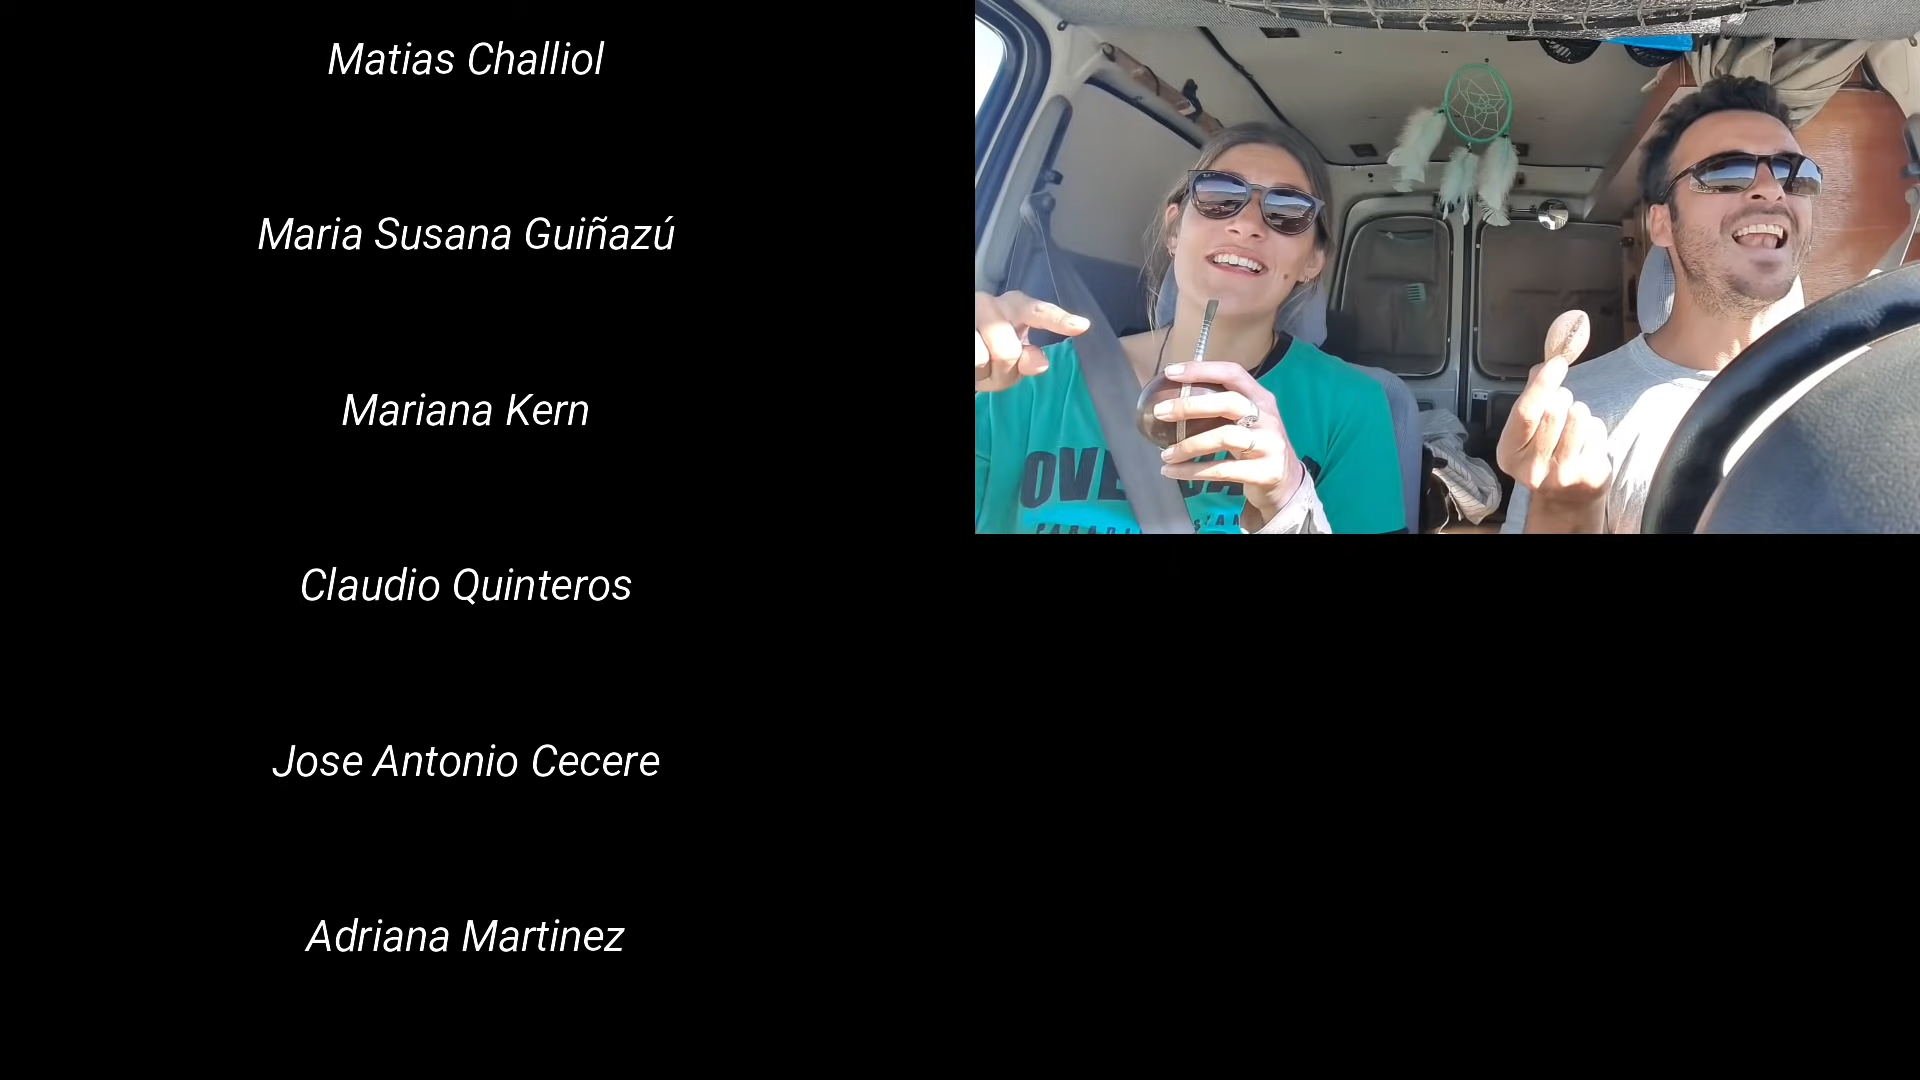 Matias Challiol
Maria Susana Guiñazú
Mariana Kern
Claudio Quinteros
Jose Antonio Cecere
Adriana Martinez